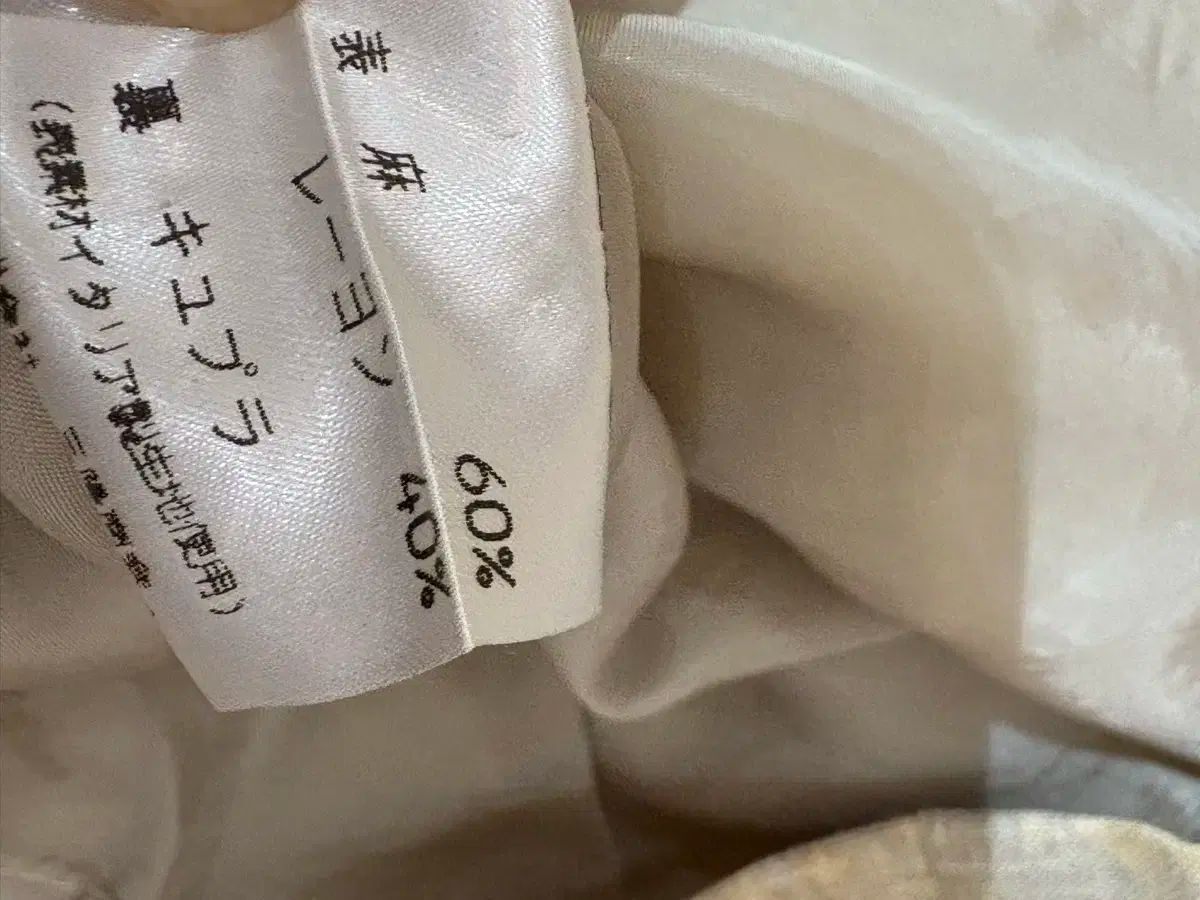 表
麻 60%
レーヨン 40%
裏
キュプラ
(表素材イタリア製生地使用)